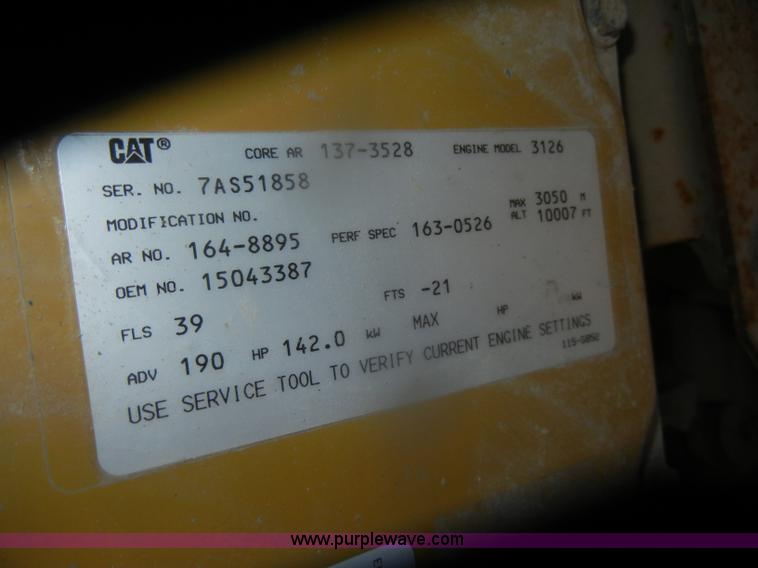 CAT® CORE AR 137-3528 ENGINE MODEL 3126
SER. NO. 7AS51858
MODIFICATION NO.
AR NO. 164-8895 PERF SPEC 163-0526 MAX ALT 3050 M 10007 FT
OEM NO. 15043387
FLS 39 FTS -21
ADV 190 HP 142.0 kW MAX HP kW
USE SERVICE TOOL TO VERIFY CURRENT ENGINE SETTINGS
www.purplewave.com